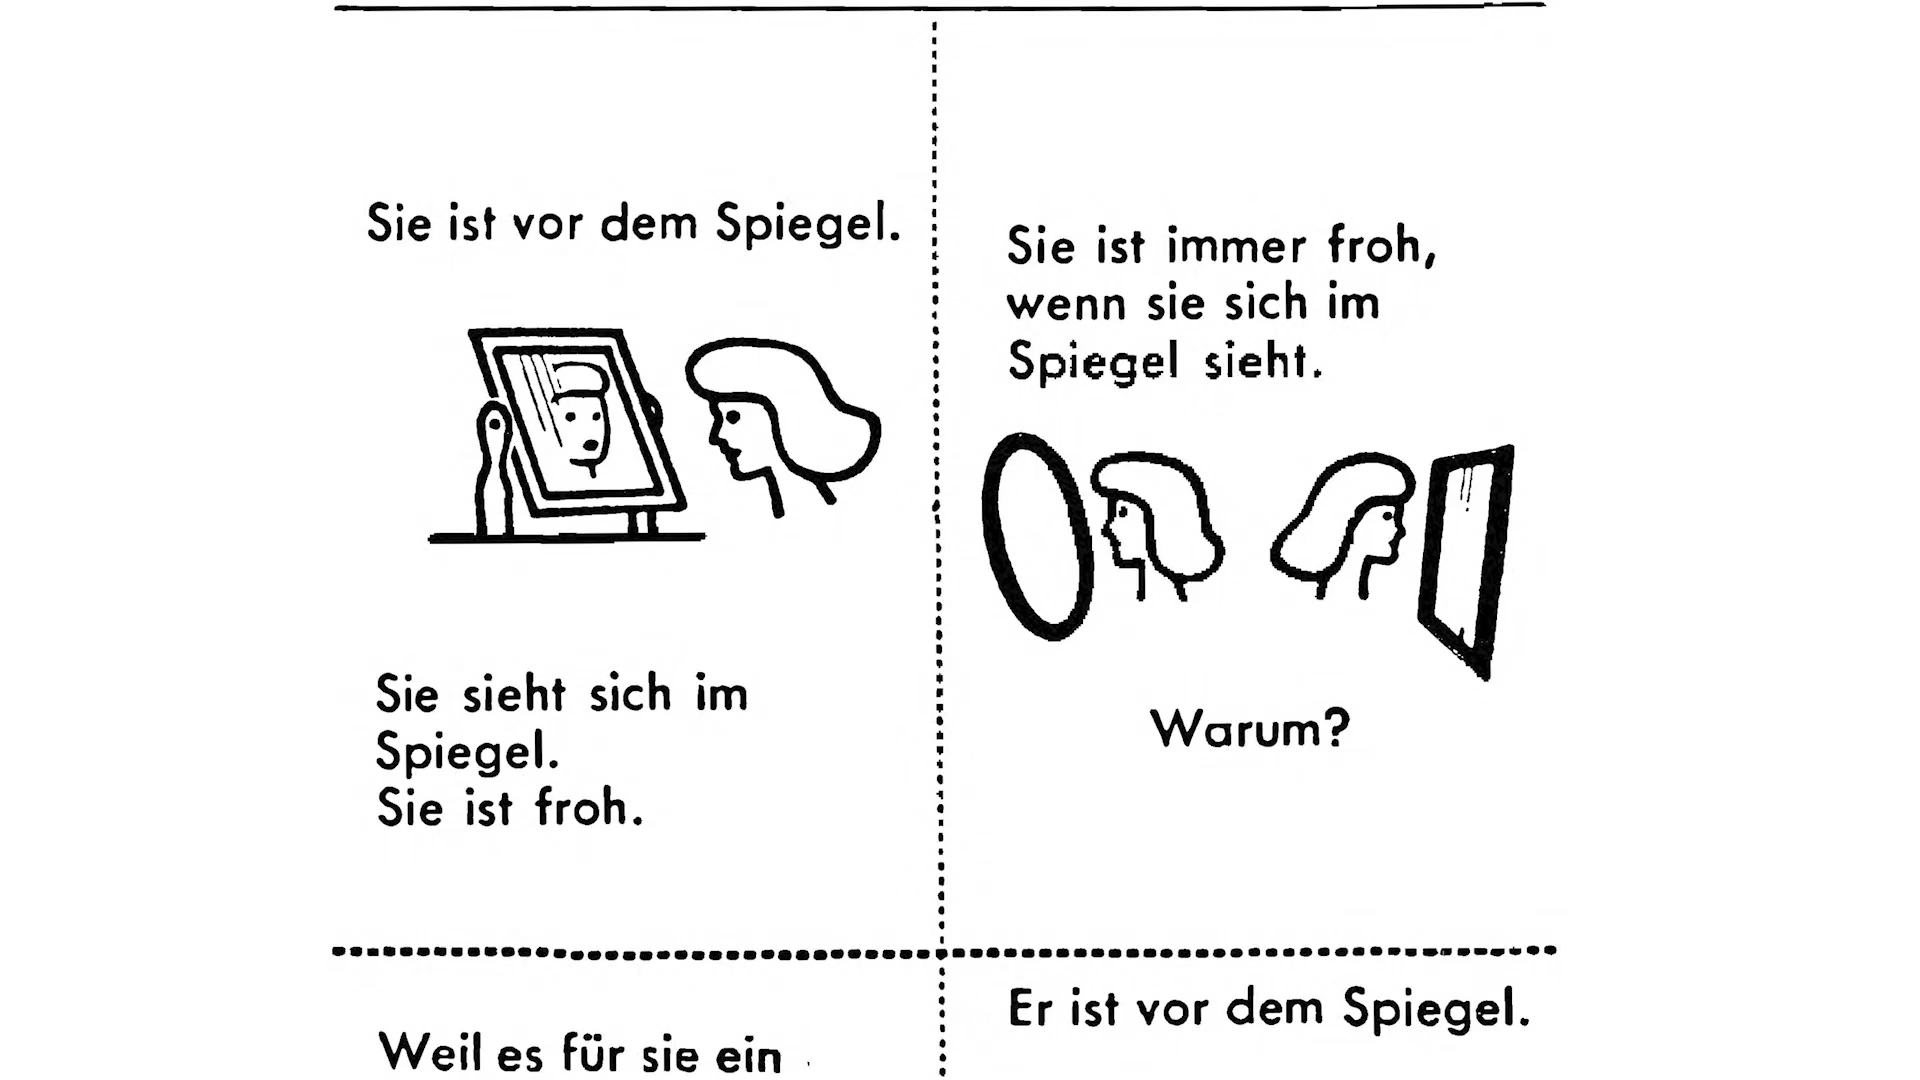 Sie ist vor dem Spiegel.
Sie sieht sich im
Spiegel.
Sie ist froh.
Sie ist immer froh,
wenn sie sich im
Spiegel sieht.
Warum?
Weil es für sie ein
Er ist vor dem Spiegel.